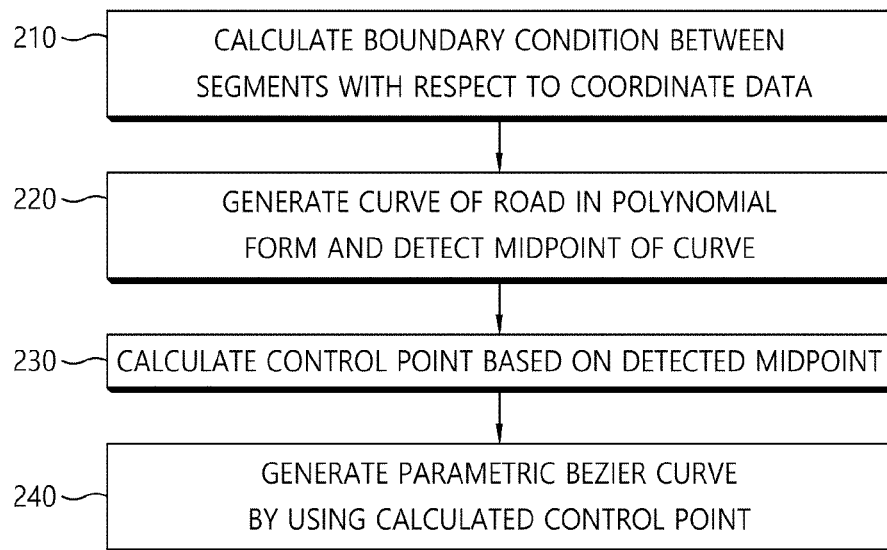 210
CALCULATE BOUNDARY CONDITION BETWEEN
SEGMENTS WITH RESPECT TO COORDINATE DATA
220
GENERATE CURVE OF ROAD IN POLYNOMIAL
FORM AND DETECT MIDPOINT OF CURVE
230
CALCULATE CONTROL POINT BASED ON DETECTED MIDPOINT
240
GENERATE PARAMETRIC BEZIER CURVE
BY USING CALCULATED CONTROL POINT